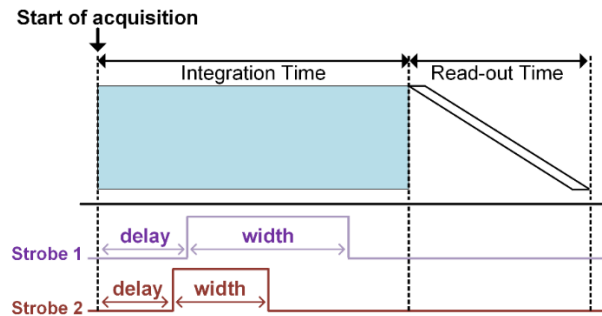 Start of acquisition
Integration Time
Read-out Time
delay
width
Strobe 1
delay
width
Strobe 2